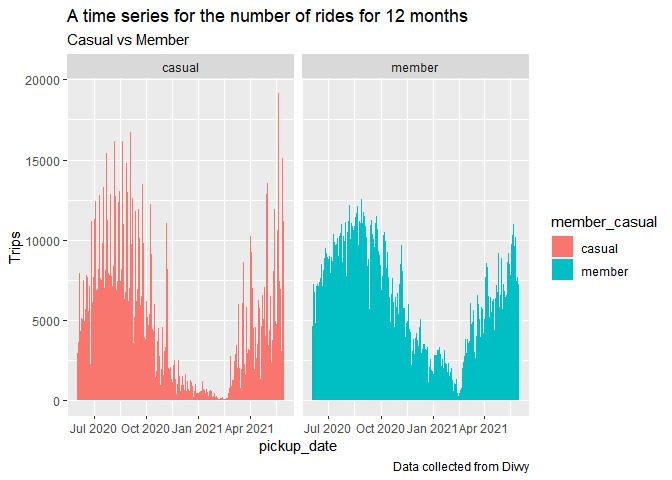 A time series for the number of rides for 12 months
Casual vs Member
casual
member
20000
15000
10000
5000
0
Trips
Jul 2020 Oct 2020 Jan 2021 Apr 2021
Jul 2020 Oct 2020 Jan 2021 Apr 2021
pickup_date
member_casual
casual
member
Data collected from Divvy